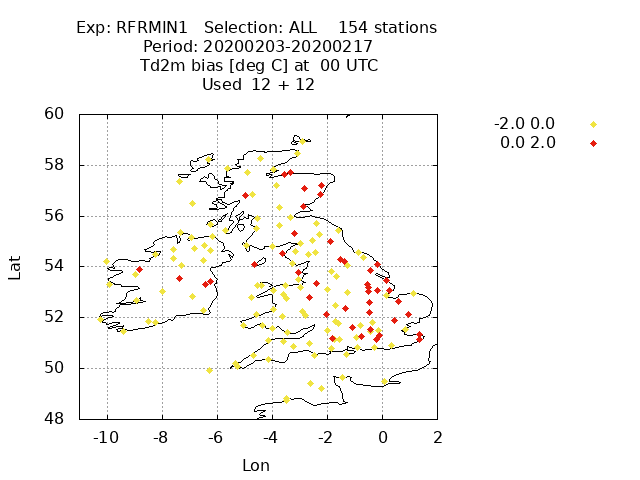 Exp: RFRMIN1 Selection: ALL 154 stations
Period: 20200203-20200217
Td2m bias [deg C] at 00 UTC
Used 12 + 12
-2.0 0.0
0.0 2.0
60
58
56
54
52
50
48
Lat
-10 -8 -6 -4 -2 0 2
Lon